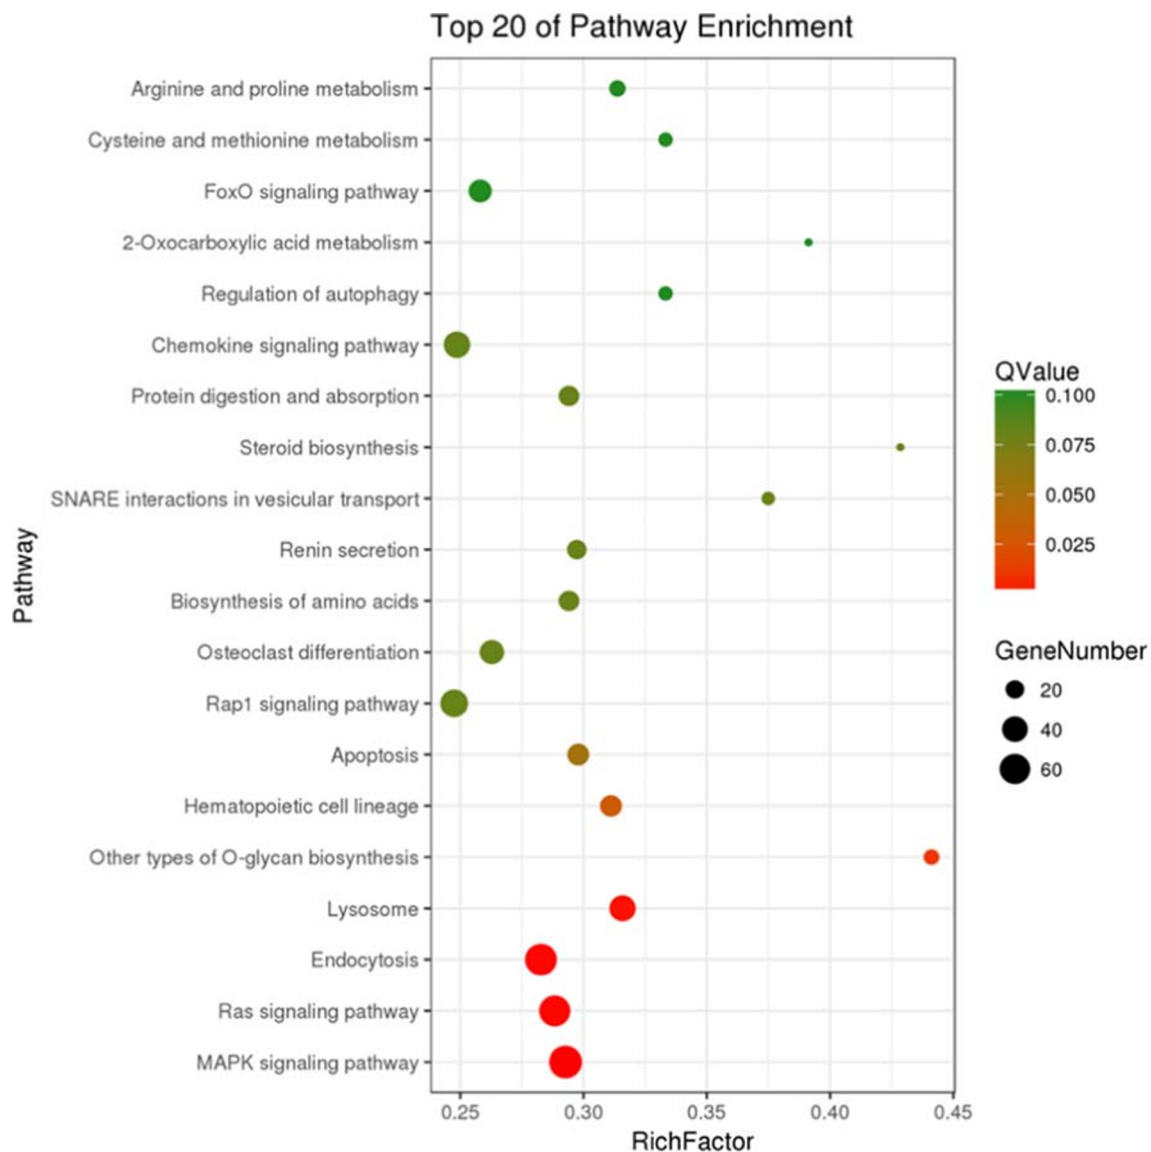 Top 20 of Pathway Enrichment
Arginine and proline metabolism
Cysteine and methionine metabolism
FoxO signaling pathway
2-Oxocarboxylic acid metabolism
Regulation of autophagy
Chemokine signaling pathway
Protein digestion and absorption
Steroid biosynthesis
SNARE interactions in vesicular transport
Renin secretion
Biosynthesis of amino acids
Osteoclast differentiation
Rap1 signaling pathway
Apoptosis
Hematopoietic cell lineage
Other types of O-glycan biosynthesis
Lysosome
Endocytosis
Ras signaling pathway
MAPK signaling pathway
Pathway
0.25 0.30 0.35 0.40 0.45
RichFactor
QValue
0.100
0.075
0.050
0.025
GeneNumber
20
40
60